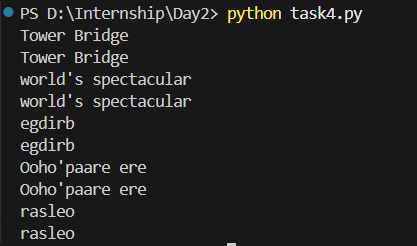 PS D:\Internship\Day2> python task4.py
Tower Bridge
Tower Bridge
world's spectacular
world's spectacular
egdirb
egdirb
Ooho'paare ere
Ooho'paare ere
rasleo
rasleo